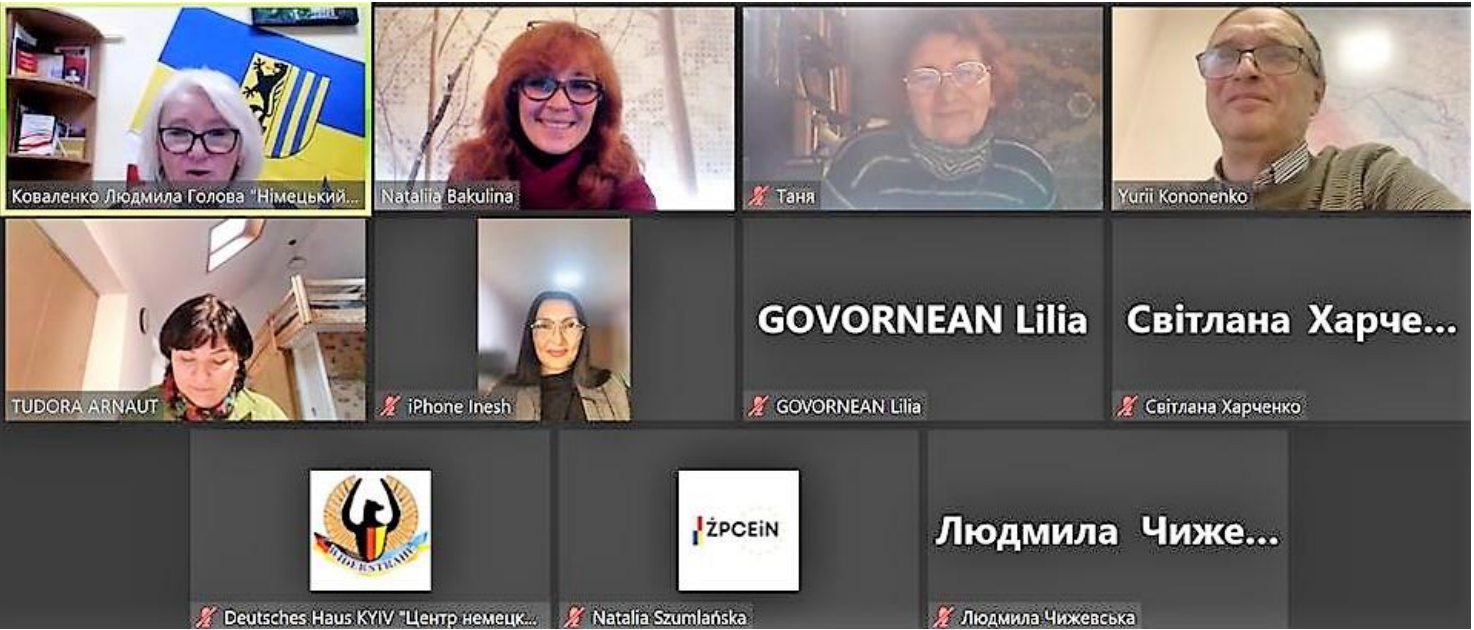 Коваленко Людмила Голова "Німецький...
Nataliia Bakulina
Таня
Yurii Kononenko
TUDORA ARNAUT
iPhone Inesh
GOVORNEAN Lilia
GOVORNEAN Lilia
Світлана Харче...
Світлана Харченко
WIDERSTRAHL
Deutsches Haus KYIV "Центр немецк...
ŻPCEiN
Natalia Szumlańska
Людмила Чиже...
Людмила Чижевська